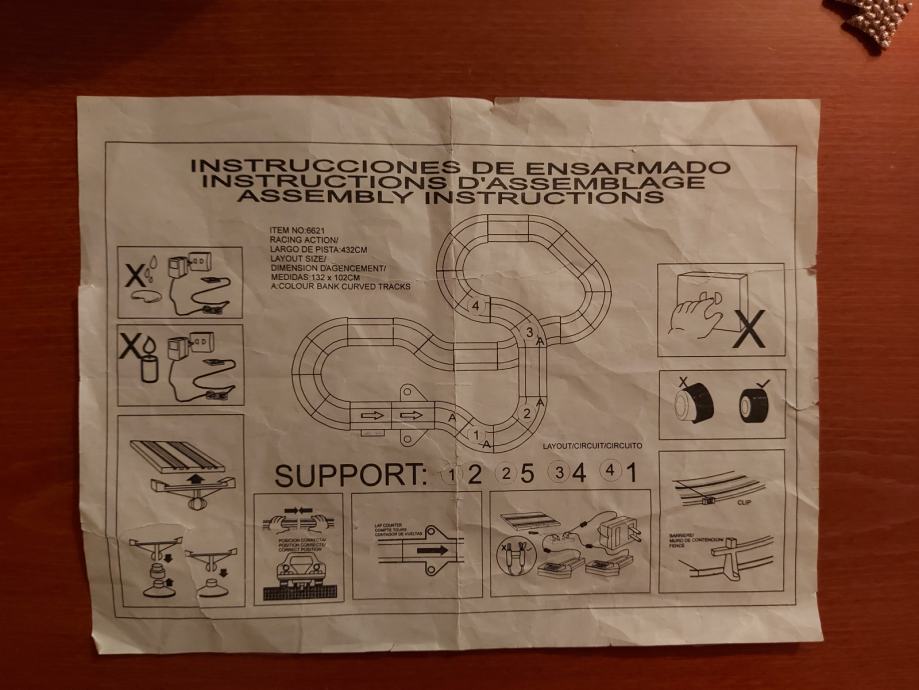 INSTRUCCIONES DE ENSARMADO
INSTRUCTIONS D'ASSEMBLAGE
ASSEMBLY INSTRUCTIONS
ITEM NO:6621
RACING ACTION/
LARGO DE PISTA:432CM
LAYOUT SIZE/
DIMENSION D'AGENCEMENT/
MEDIDAS:132 x 102CM
A:COLOUR BANK CURVED TRACKS
X
X
4
3
A
A
2
A
1
A
X
X
LAYOUT/CIRCUIT/CIRCUITO
SUPPORT: 1 2 2 5 3 4 4 1
POSICION CORRECTA/
POSITION CORRECTE/
CORRECT POSITION
LAP COUNTER
COMPTE TOURS
CONTADOR DE VUELTAS
X
CLIP
BARRIERE/
MURO DE CONTENCION/
FENCE